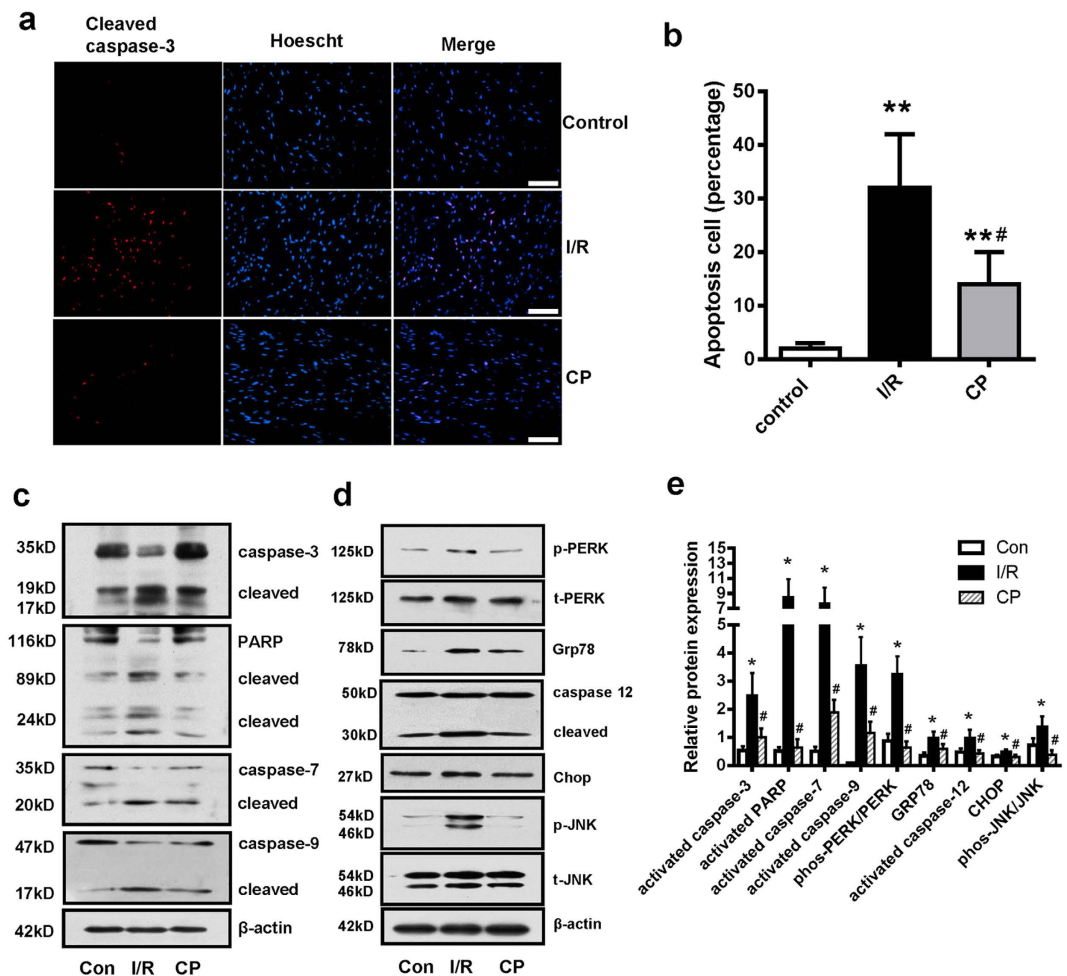 a
Cleaved
caspase-3
Hoescht
Merge
Control
I/R
CP
b
Apoptosis cell (percentage)
50
40
30
20
10
0
**
**#
control
I/R
CP
c
35kD
caspase-3
19kD
cleaved
17kD
116kD
PARP
89kD
cleaved
24kD
cleaved
35kD
caspase-7
20kD
cleaved
47kD
caspase-9
17kD
cleaved
42kD
β-actin
Con I/R CP
d
125kD
p-PERK
125kD
t-PERK
78kD
Grp78
50kD
caspase 12
30kD
cleaved
27kD
Chop
54kD
p-JNK
46kD
54kD
t-JNK
46kD
42kD
β-actin
Con I/R CP
e
Relative protein expression
15
13
11
9
7
5
4
3
2
1
0
Con
I/R
CP
* * * * * * * * *
# # # # # # # # #
activated caspase-3
activated PARP
activated caspase-7
activated caspase-9
phos-PERK/PERK
GRP78
activated caspase-12
CHOP
phos-JNK/JNK